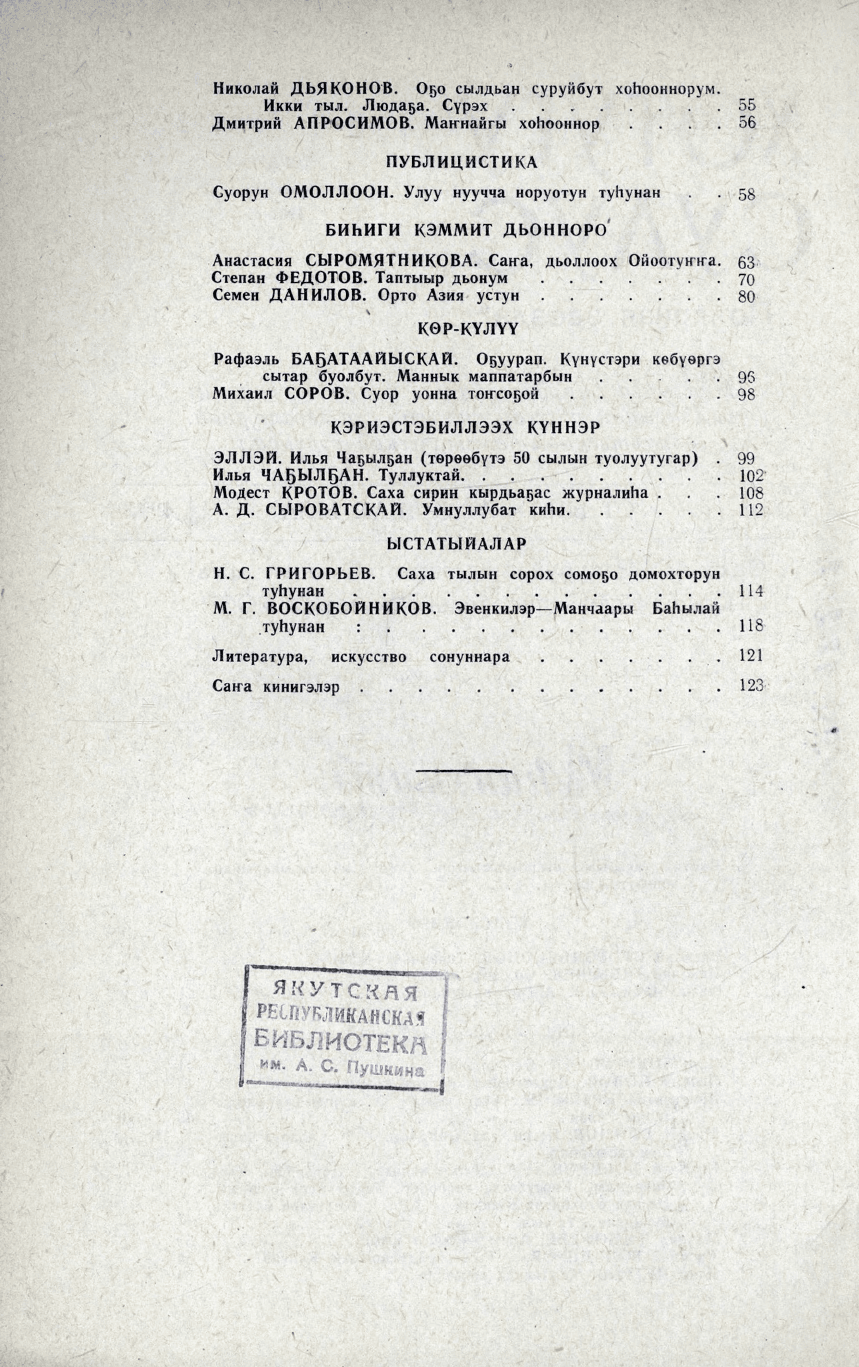 Николай ДЬЯКОНОВ. Оҕо сылдьан суруйбут хоһооннорум.
Икки тыл. Людаҕа. Сүрэх . . . . . . . . 55
Дмитрий АПРОСИМОВ. Маҥнайгы хоһооннор . . . . 56
ПУБЛИЦИСТИКА
Суорун ОМОЛЛООН. Улуу нуучча норуотун туһунан . . 58
БИҺИГИ КЭММИТ ДЬОННОРО
Анастасия СЫРОМЯТНИКОВА. Саҥа, дьоллоох Ойоотуҥҥа. 63
Степан ФЕДОТОВ. Таптыыр дьонум . . . . . . . 70
Семен ДАНИЛОВ. Орто Азия устун . . . . . . . 80
КӨР-КҮЛҮҮ
Рафаэль БАҔАТААЙЫСКАЙ. Оҕуурап. Күнүстэри көбүөргэ
сытар буолбут. Маннык маппатарбын . . . . . 96
Михаил СОРОВ. Суор уонна тоҥсоҕой . . . . . . 98
КЭРИЭСТЭБИЛЛЭЭХ КҮННЭР
ЭЛЛЭЙ. Илья Чаҕылҕан (төрөөбүтэ 50 сылын туолуутугар) . 99
Илья ЧАҔЫЛҔАН. Туллуктай. . . . . . . . . . 102
Модест КРОТОВ. Саха сирин кырдьаҕас журналиһа . . . 108
А. Д. СЫРОВАТСКАЙ. Умнуллубат киһи. . . . . . 112
ЫСТАТЫЙАЛАР
Н. С. ГРИГОРЬЕВ. Саха тылын сорох сомоҕо домохторун
туһунан . . . . . . . . . . . . . 114
М. Г. ВОСКОБОЙНИКОВ. Эвенкилэр—Манчаары Баһылай
туһунан : . . . . . . . . . . . . 118
Литература, искусство сонуннара . . . . . . . 121
Саҥа кинигэлэр . . . . . . . . . . . . . 123
ЯКУТСКАЯ
РЕСПУБЛИКАНСКАЯ
БИБЛИОТЕКА
им. А. С. Пушкина